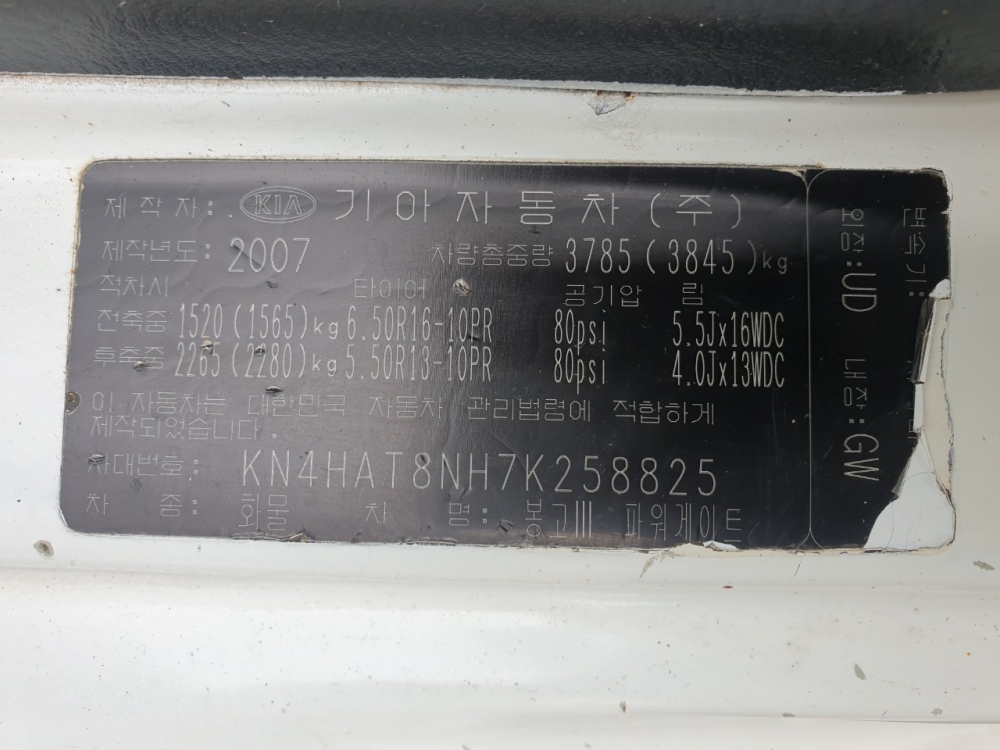 제 작 자: KIA 기 아 자 동 차 (주)
제작년도: 2007 차량총중량 3785 (3845)kg
적차시 타이어 공기압 림
전축중 1520 (1565)kg 6.50R16-10PR 80psi 5.5Jx16WDC
후축중 2265 (2280)kg 5.50R13-10PR 80psi 4.0Jx13WDC
이 자동차는 대한민국 자동차 관리법령에 적합하게
제작되었습니다.
차대번호: KN4HAT8NH7K258825
차 종: 화물 차 명: 봉고III 파워게이트
변속기:
외장:UD 내장:GW